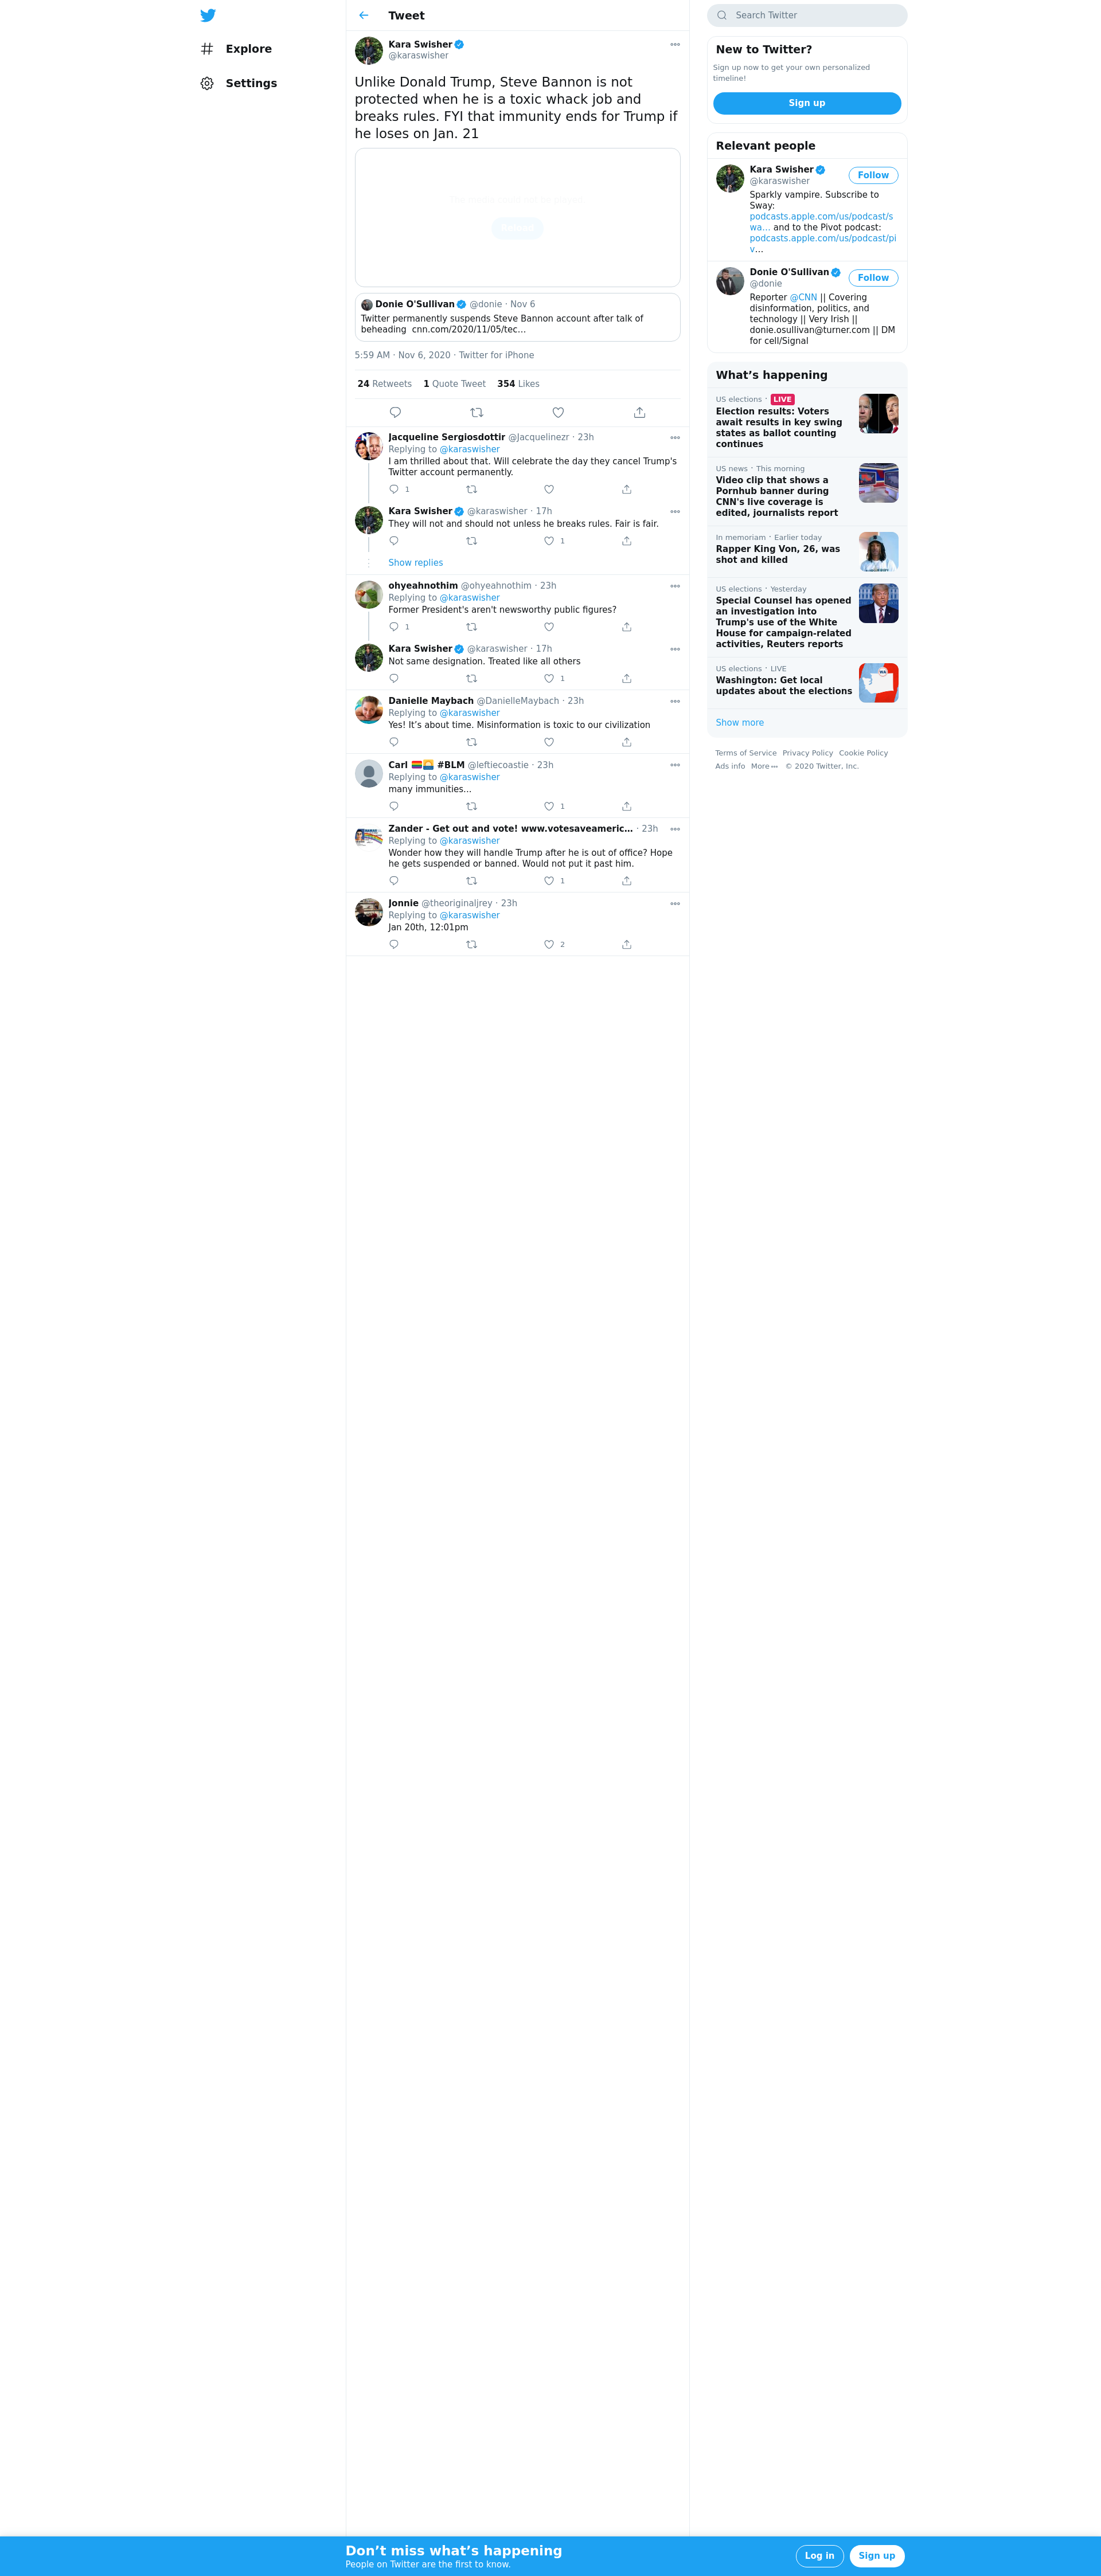 Explore
Settings
Tweet
Kara Swisher
@karaswisher
Unlike Donald Trump, Steve Bannon is not
protected when he is a toxic whack job and
breaks rules. FYI that immunity ends for Trump if
he loses on Jan. 21
Donie O'Sullivan @donie · Nov 6
Twitter permanently suspends Steve Bannon account after talk of
beheading cnn.com/2020/11/05/tec…
5:59 AM · Nov 6, 2020 · Twitter for iPhone
24 Retweets 1 Quote Tweet 354 Likes
Jacqueline Sergiosdottir @Jacquelinezr · 23h
Replying to @karaswisher
I am thrilled about that. Will celebrate the day they cancel Trump's
Twitter account permanently.
1
Kara Swisher @karaswisher · 17h
They will not and should not unless he breaks rules. Fair is fair.
1
Show replies
ohyeahnothim @ohyeahnothim · 23h
Replying to @karaswisher
Former President's aren't newsworthy public figures?
1
Kara Swisher @karaswisher · 17h
Not same designation. Treated like all others
1
Danielle Maybach @DanielleMaybach · 23h
Replying to @karaswisher
Yes! It's about time. Misinformation is toxic to our civilization
Carl #BLM @leftiecoastie · 23h
Replying to @karaswisher
many immunities...
1
Zander - Get out and vote! www.votesaveameric… · 23h
Replying to @karaswisher
Wonder how they will handle Trump after he is out of office? Hope
he gets suspended or banned. Would not put it past him.
1
Jonnie @theoriginaljrey · 23h
Replying to @karaswisher
Jan 20th, 12:01pm
2
Search Twitter
New to Twitter?
Sign up now to get your own personalized
timeline!
Sign up
Relevant people
Kara Swisher
@karaswisher
Follow
Sparkly vampire. Subscribe to
Sway:
podcasts.apple.com/us/podcast/s
wa… and to the Pivot podcast:
podcasts.apple.com/us/podcast/pi
v…
Donie O'Sullivan
@donie
Follow
Reporter @CNN || Covering
disinformation, politics, and
technology || Very Irish ||
donie.osullivan@turner.com || DM
for cell/Signal
What's happening
US elections · LIVE
Election results: Voters
await results in key swing
states as ballot counting
continues
US news · This morning
Video clip that shows a
Pornhub banner during
CNN's live coverage is
edited, journalists report
In memoriam · Earlier today
Rapper King Von, 26, was
shot and killed
US elections · Yesterday
Special Counsel has opened
an investigation into
Trump's use of the White
House for campaign-related
activities, Reuters reports
US elections · LIVE
Washington: Get local
updates about the elections
Show more
Terms of Service Privacy Policy Cookie Policy
Ads info More © 2020 Twitter, Inc.
Don't miss what's happening
People on Twitter are the first to know.
Log in
Sign up